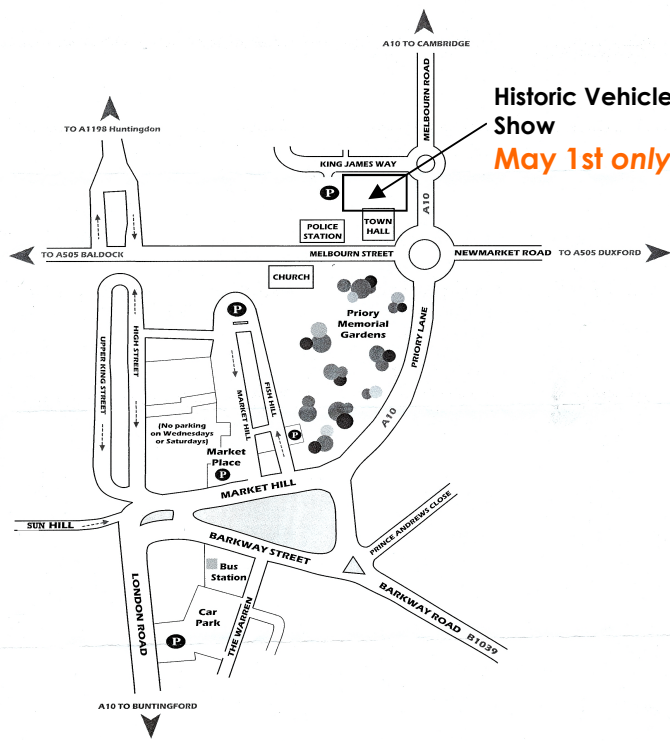 A10 TO CAMBRIDGE
MELBOURN ROAD
Historic Vehicle
Show
May 1st only
TO A1198 Huntingdon
KING JAMES WAY
P
A10
POLICE
STATION
TOWN
HALL
TO A505 BALDOCK
MELBOURN STREET
NEWMARKET ROAD
TO A505 DUXFORD
CHURCH
P
Priory
Memorial
Gardens
PRIORY LANE
UPPER KING STREET
HIGH STREET
MARKET HILL
FISH HILL
A10
(No parking
on Wednesdays
or Saturdays)
P
Market
Place
P
MARKET HILL
SUN HILL
BARKWAY STREET
PRINCE ANDREWS CLOSE
Bus
Station
LONDON ROAD
Car
Park
P
THE WARREN
BARKWAY ROAD
B1039
A10 TO BUNTINGFORD